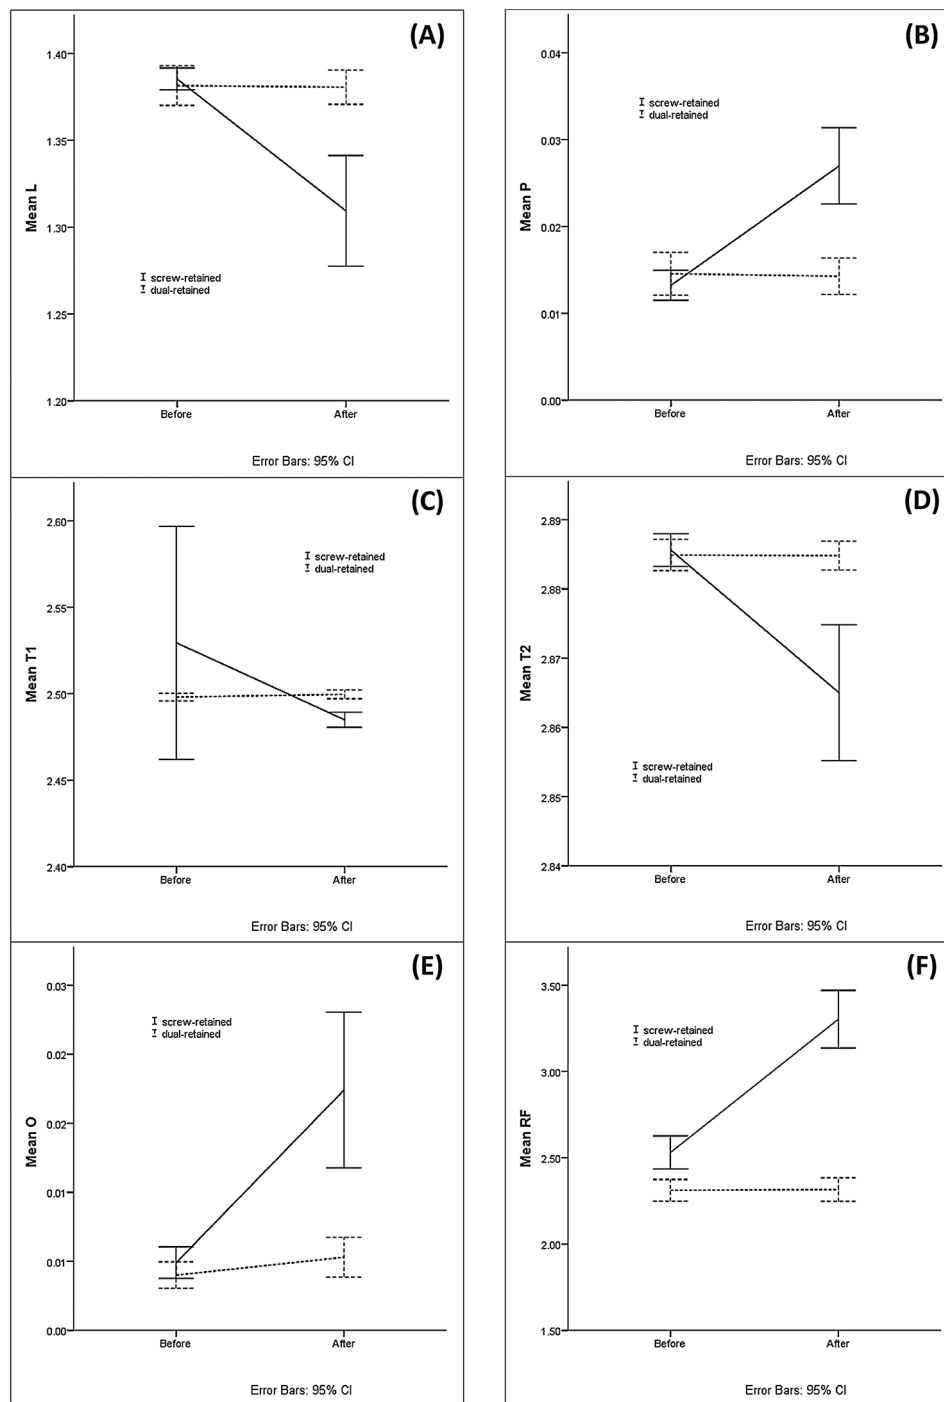 (A)
1.40
1.35
1.30
1.25
1.20
Mean L
screw-retained
dual-retained
Before
After
Error Bars: 95% CI
(B)
0.04
0.03
0.02
0.01
0.00
Mean P
screw-retained
dual-retained
Before
After
Error Bars: 95% CI
(C)
2.60
2.55
2.50
2.45
2.40
Mean T1
screw-retained
dual-retained
Before
After
Error Bars: 95% CI
(D)
2.89
2.88
2.87
2.86
2.85
2.84
Mean T2
screw-retained
dual-retained
Before
After
Error Bars: 95% CI
(E)
0.03
0.02
0.02
0.01
0.01
0.00
Mean O
screw-retained
dual-retained
Before
After
Error Bars: 95% CI
(F)
3.50
3.00
2.50
2.00
1.50
Mean RF
screw-retained
dual-retained
Before
After
Error Bars: 95% CI